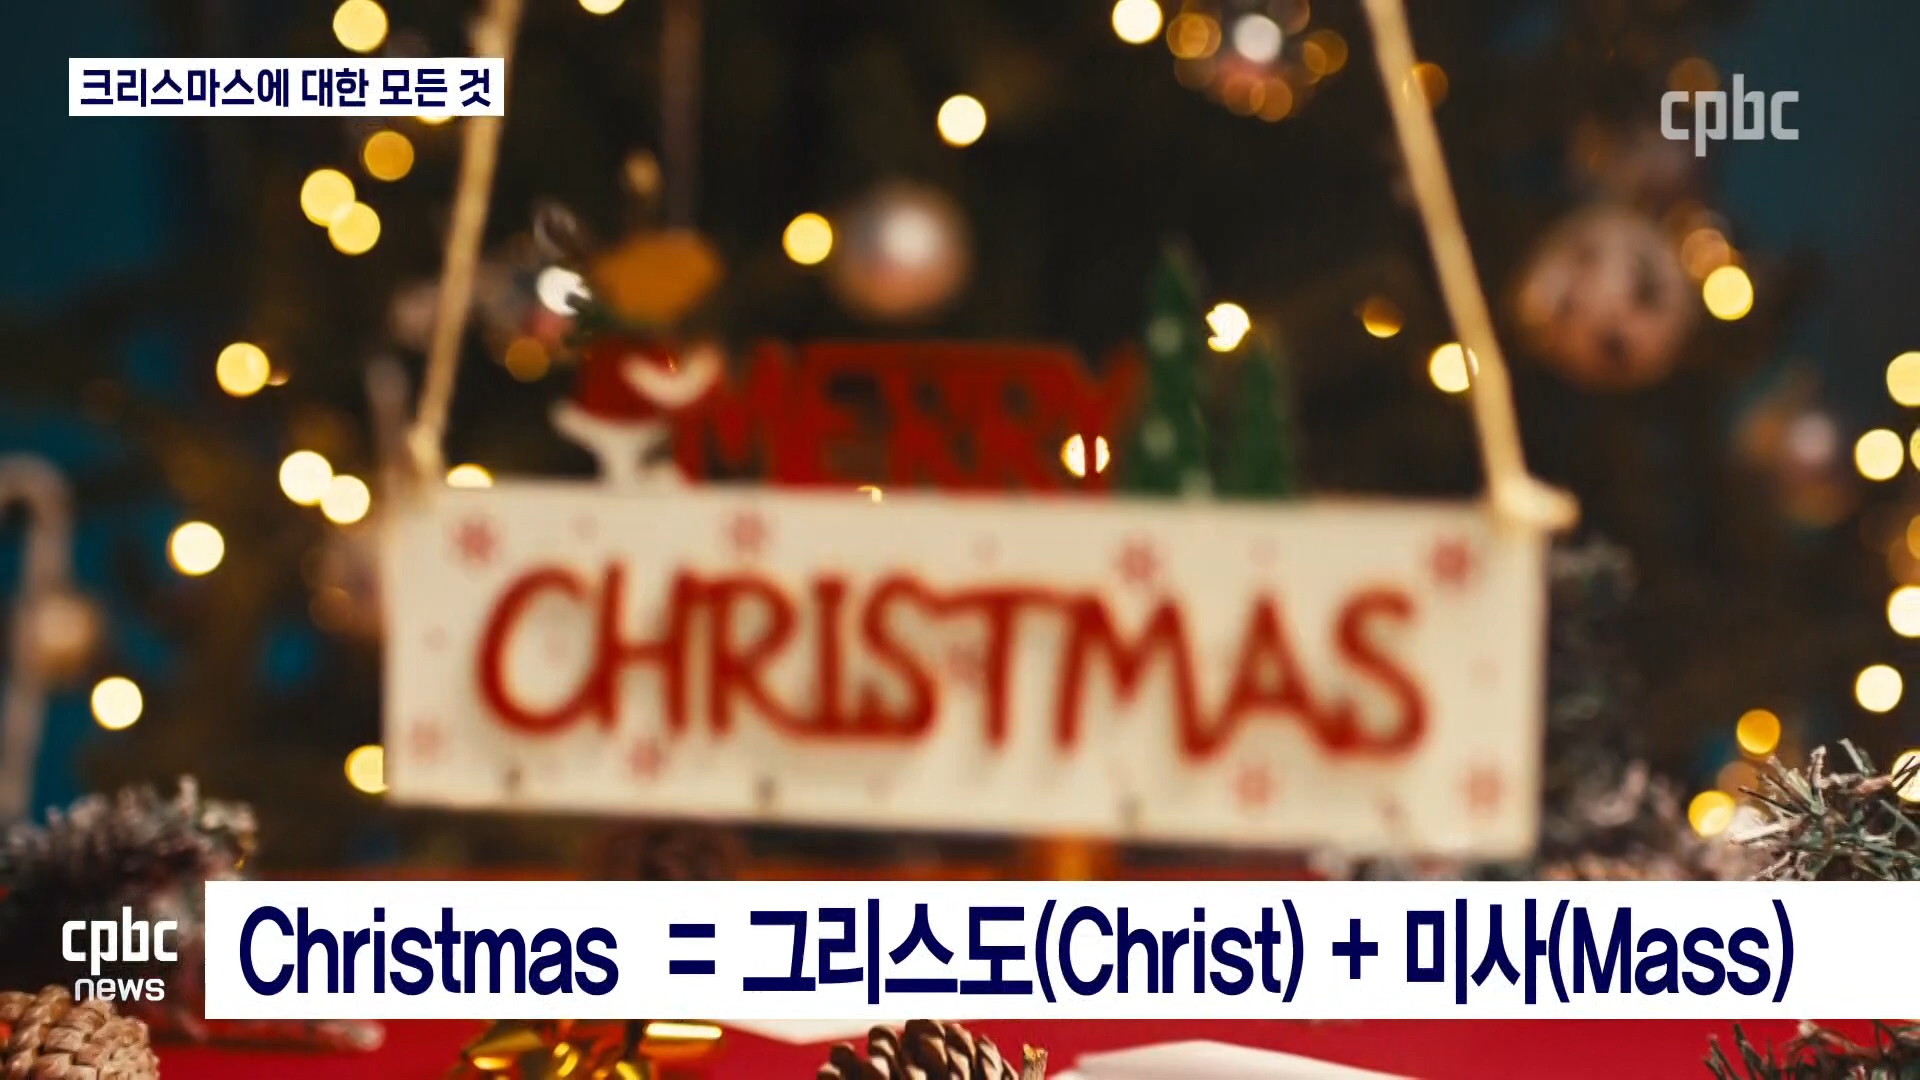 크리스마스에 대한 모든 것
cpbc
MERRY
CHRISTMAS
cpbc
news
Christmas = 그리스도(Christ) + 미사(Mass)